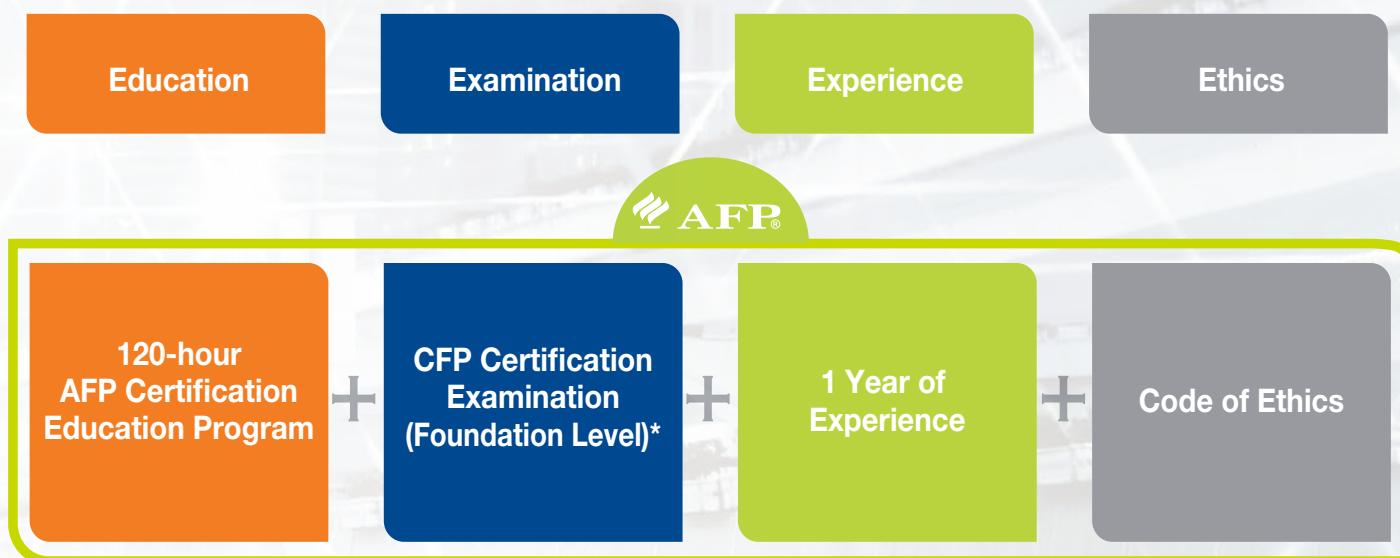 Education
Examination
Experience
Ethics
AFP®
120-hour
AFP Certification
Education Program
+
CFP Certification
Examination
(Foundation Level)*
+
1 Year of
Experience
+
Code of Ethics